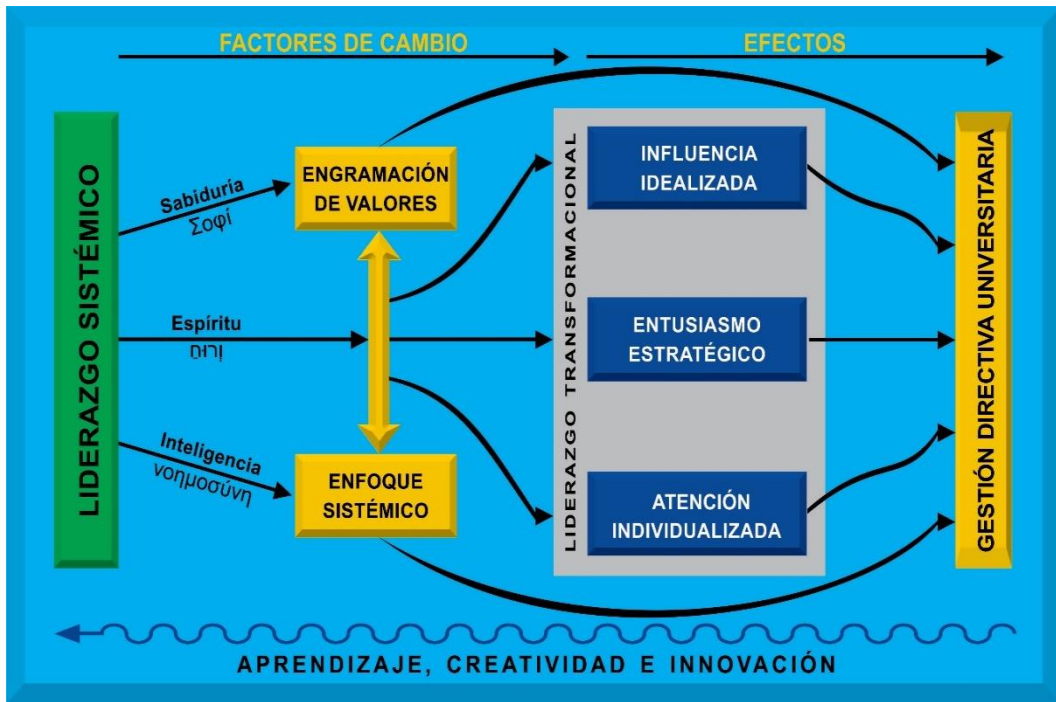 FACTORES DE CAMBIO
EFECTOS
LIDERAZGO SISTÉMICO
Sabiduría
Σοφί
Espíritu
וְרוּחַ
Inteligencia
νοημοσύνη
ENGRAMACIÓN
DE VALORES
ENFOQUE
SISTÉMICO
LIDERAZGO TRANSFORMACIONAL
INFLUENCIA
IDEALIZADA
ENTUSIASMO
ESTRATÉGICO
ATENCIÓN
INDIVIDUALIZADA
GESTIÓN DIRECTIVA UNIVERSITARIA
APRENDIZAJE, CREATIVIDAD E INNOVACIÓN